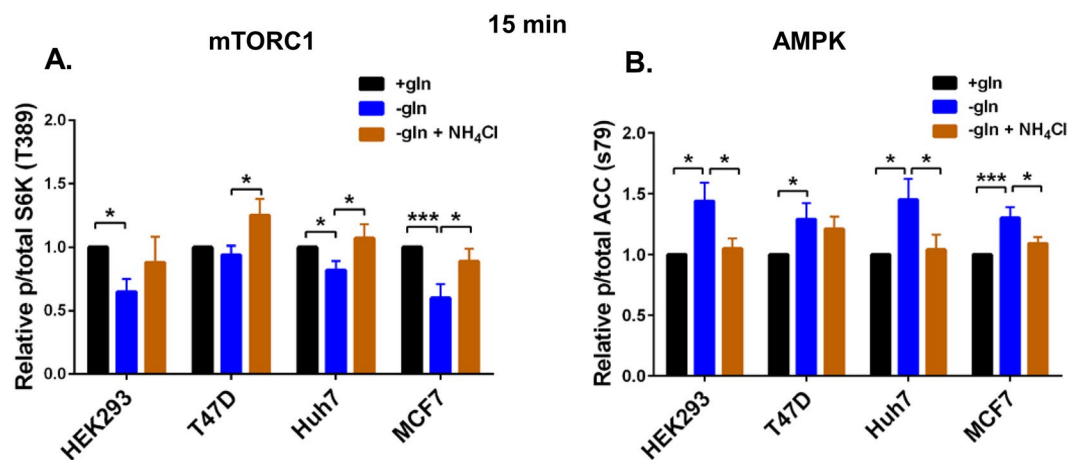 15 min
mTORC1
A.
+gln
-gln
-gln + NH₄Cl
Relative p/total S6K (T389)
2.0
1.5
1.0
0.5
0.0
*
*
*
*
***
*
HEK293
T47D
Huh7
MCF7
AMPK
B.
+gln
-gln
-gln + NH₄Cl
Relative p/total ACC (s79)
2.0
1.5
1.0
0.5
0.0
*
*
*
*
*
***
*
HEK293
T47D
Huh7
MCF7